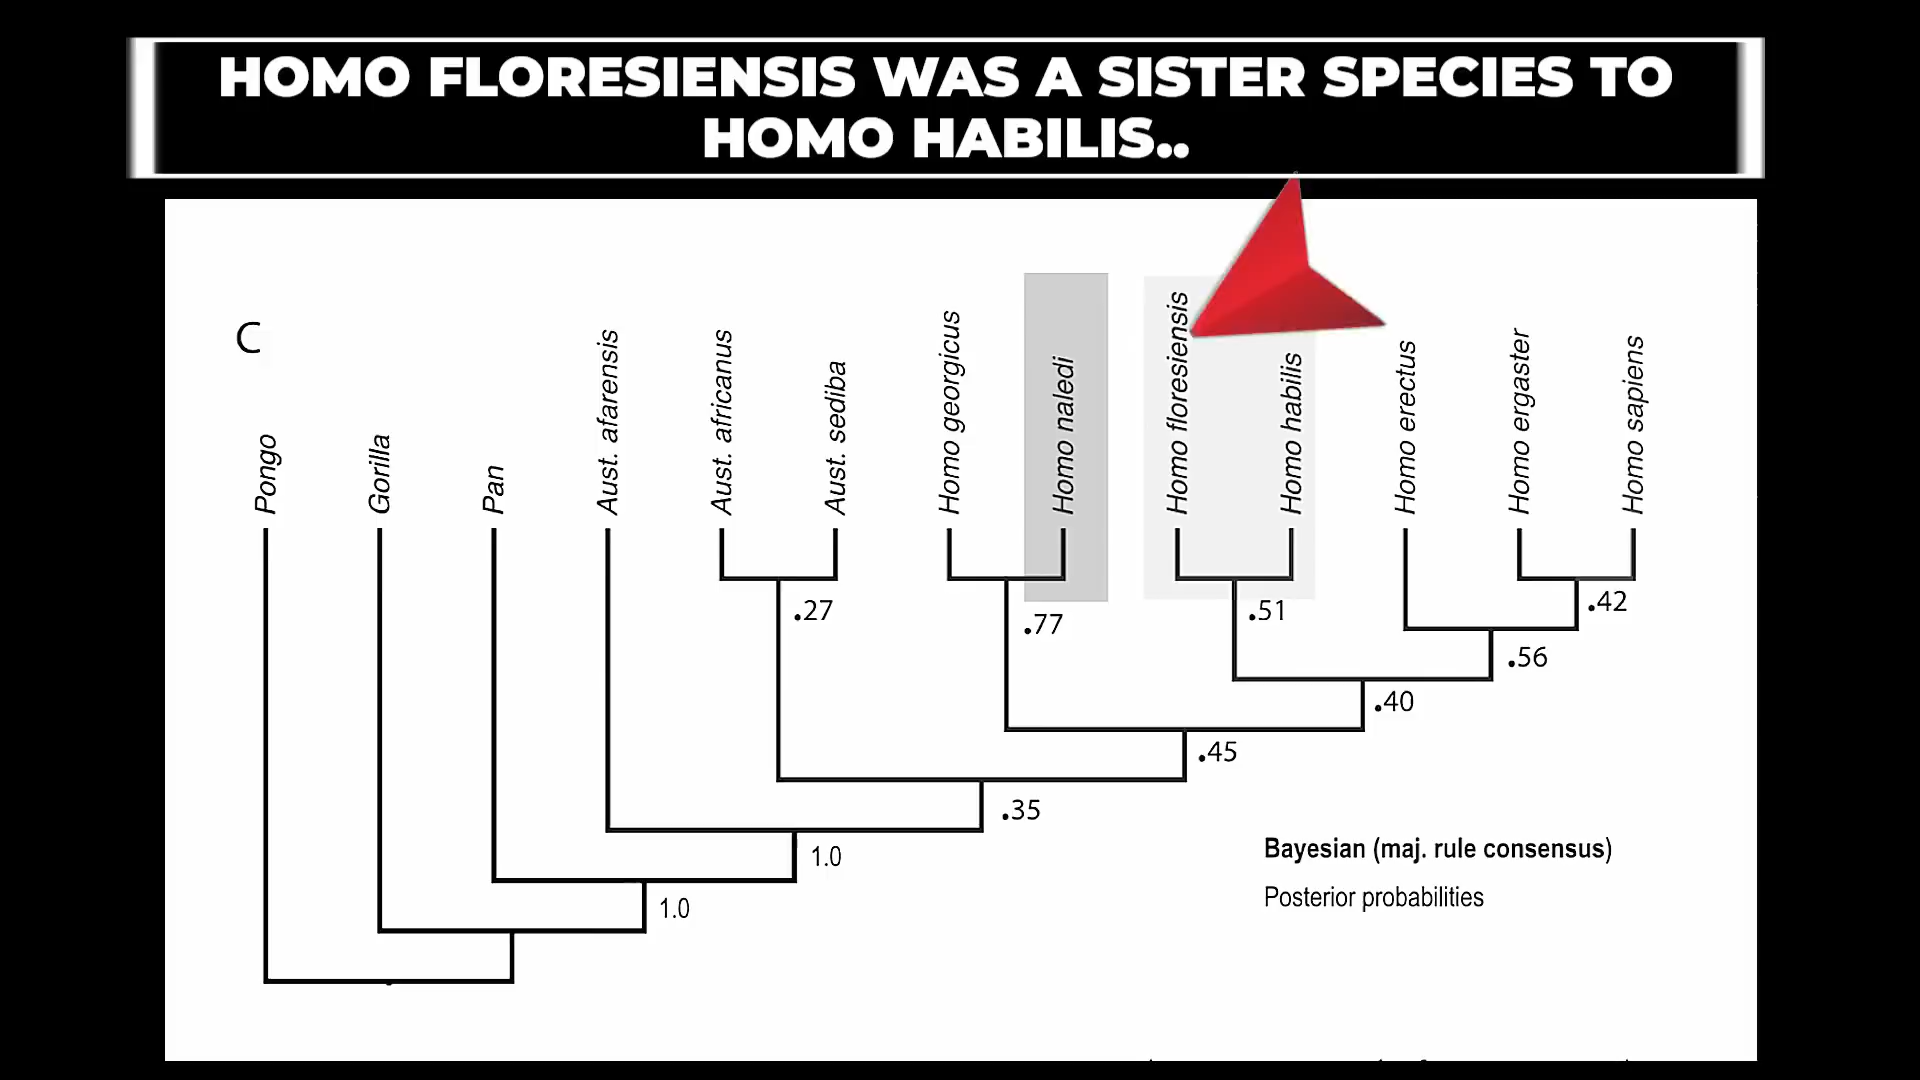 HOMO FLORESIENSIS WAS A SISTER SPECIES TO
HOMO HABILIS..
C
Pongo
Gorilla
Pan
Aust. afarensis
Aust. africanus
Aust. sediba
Homo georgicus
Homo naledi
Homo floresiensis
Homo habilis
Homo erectus
Homo ergaster
Homo sapiens
.27
.77
.51
.42
.56
.40
.45
.35
1.0
1.0
Bayesian (maj. rule consensus)
Posterior probabilities